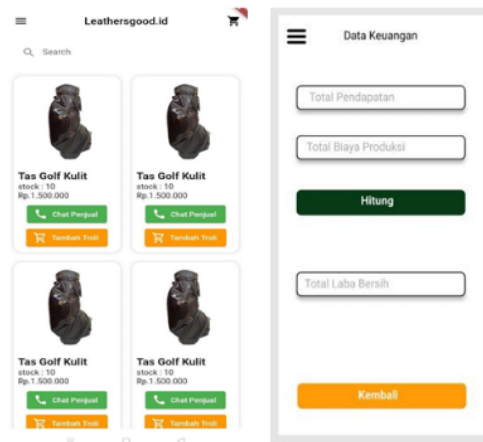 Leathersgood.id
Search
Tas Golf Kulit
stock : 10
Rp.1.500.000
Chat Penjual
Tambah Troli
Tas Golf Kulit
stock : 10
Rp.1.500.000
Chat Penjual
Tambah Troli
Tas Golf Kulit
stock : 10
Rp.1.500.000
Chat Penjual
Tambah Troli
Tas Golf Kulit
stock : 10
Rp.1.500.000
Chat Penjual
Tambah Troli
Data Keuangan
Total Pendapatan
Total Biaya Produksi
Hitung
Total Laba Bersih
Kembali